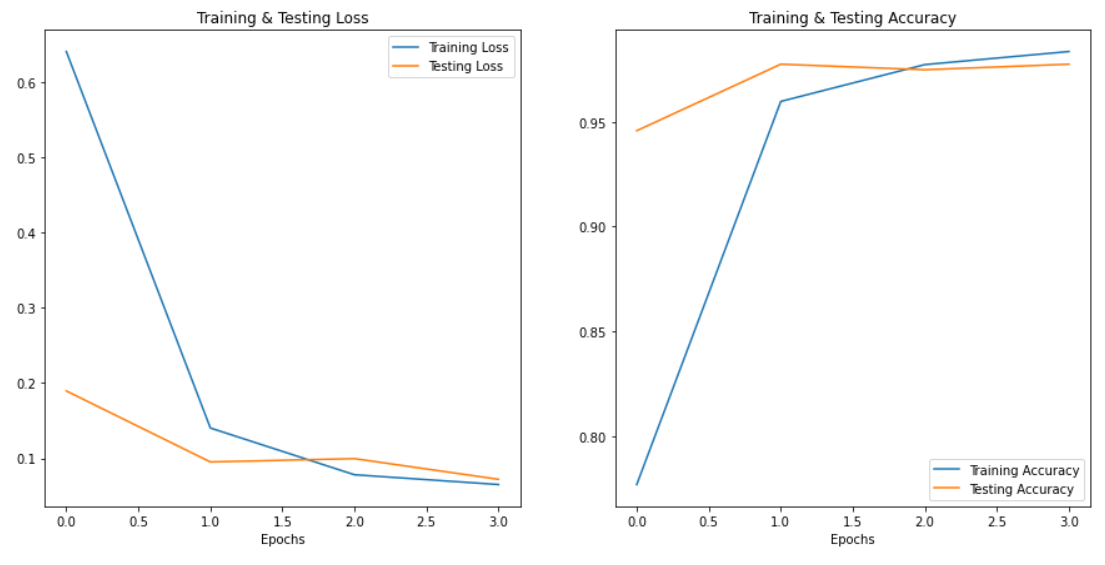 Training & Testing Loss
Training Loss
Testing Loss
0.6
0.5
0.4
0.3
0.2
0.1
0.0 0.5 1.0 1.5 2.0 2.5 3.0
Epochs
Training & Testing Accuracy
0.95
0.90
0.85
0.80
Training Accuracy
Testing Accuracy
0.0 0.5 1.0 1.5 2.0 2.5 3.0
Epochs